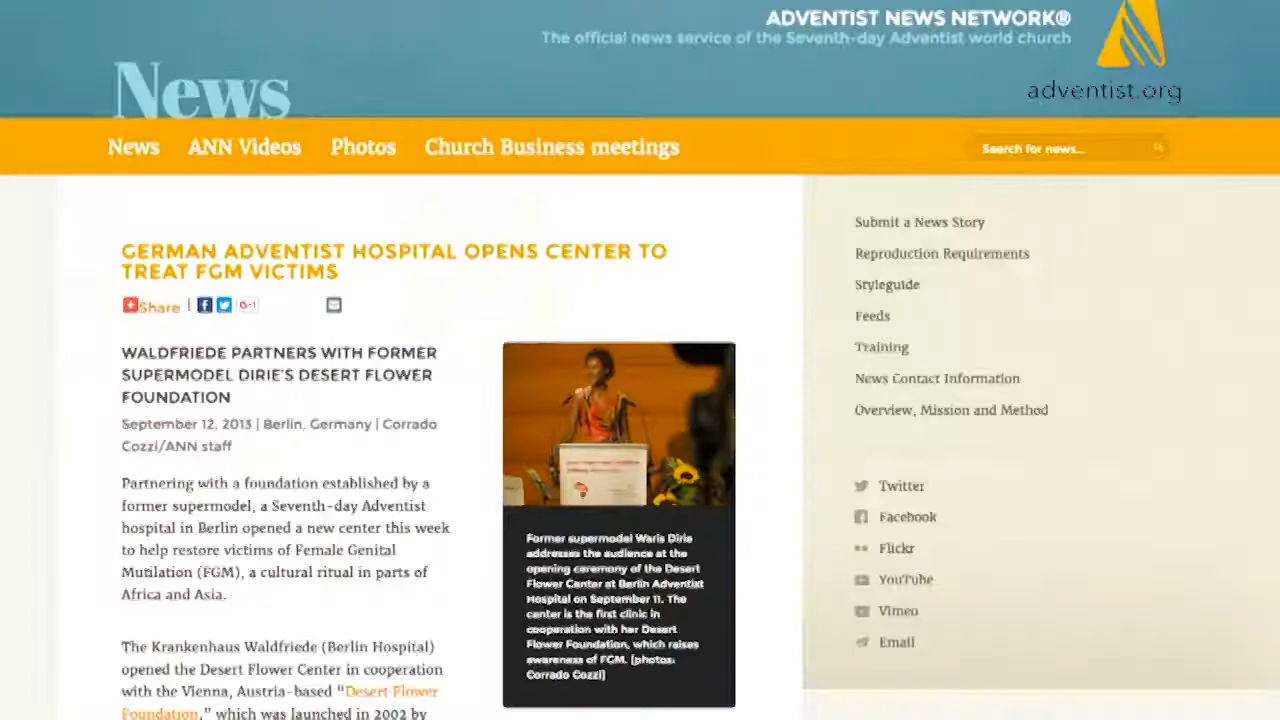 ADVENTIST NEWS NETWORK®
The official news service of the Seventh-day Adventist world church
adventist.org
News
News ANN Videos Photos Church Business meetings
Search for news...
GERMAN ADVENTIST HOSPITAL OPENS CENTER TO
TREAT FGM VICTIMS
Share |
WALDFRIEDE PARTNERS WITH FORMER
SUPERMODEL DIRIE'S DESERT FLOWER
FOUNDATION
September 12, 2013 | Berlin, Germany | Corrado
Cozzi/ANN staff
Partnering with a foundation established by a
former supermodel, a Seventh-day Adventist
hospital in Berlin opened a new center this week
to help restore victims of Female Genital
Mutilation (FGM), a cultural ritual in parts of
Africa and Asia.
The Krankenhaus Waldfriede (Berlin Hospital)
opened the Desert Flower Center in cooperation
with the Vienna, Austria-based "Desert Flower
Foundation," which was launched in 2002 by
Former supermodel Waris Dirie
addresses the audience at the
opening ceremony of the Desert
Flower Center at Berlin Adventist
Hospital on September 11. The
center is the first clinic in
cooperation with her Desert
Flower Foundation, which raises
awareness of FGM. [photos:
Corrado Cozzi]
Submit a News Story
Reproduction Requirements
Styleguide
Feeds
Training
News Contact Information
Overview, Mission and Method
Twitter
Facebook
Flickr
YouTube
Vimeo
Email